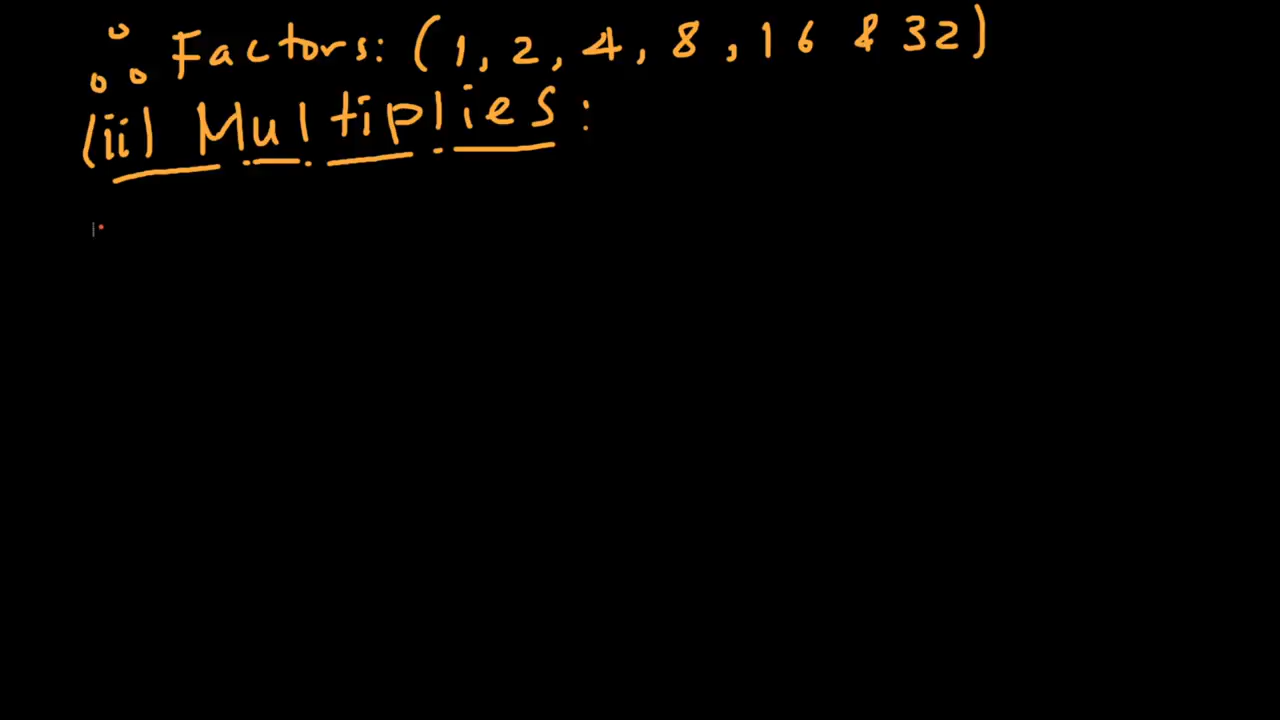 ∴ Factors: (1, 2, 4, 8, 16 & 32)
(ii) Multiplies: